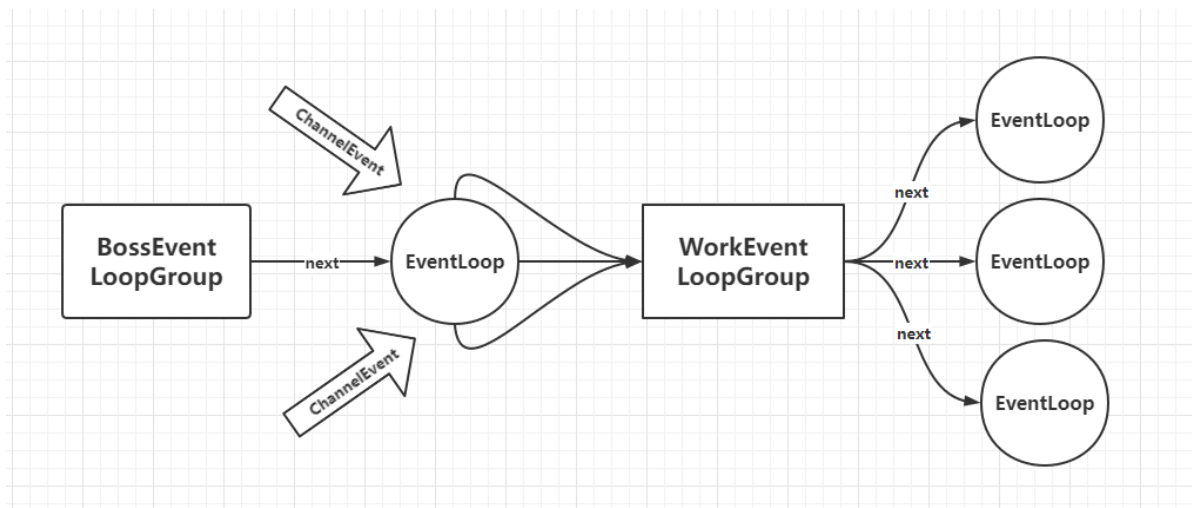 ChannelEvent
BossEvent
LoopGroup
next
EventLoop
ChannelEvent
WorkEvent
LoopGroup
next
next
next
EventLoop
EventLoop
EventLoop